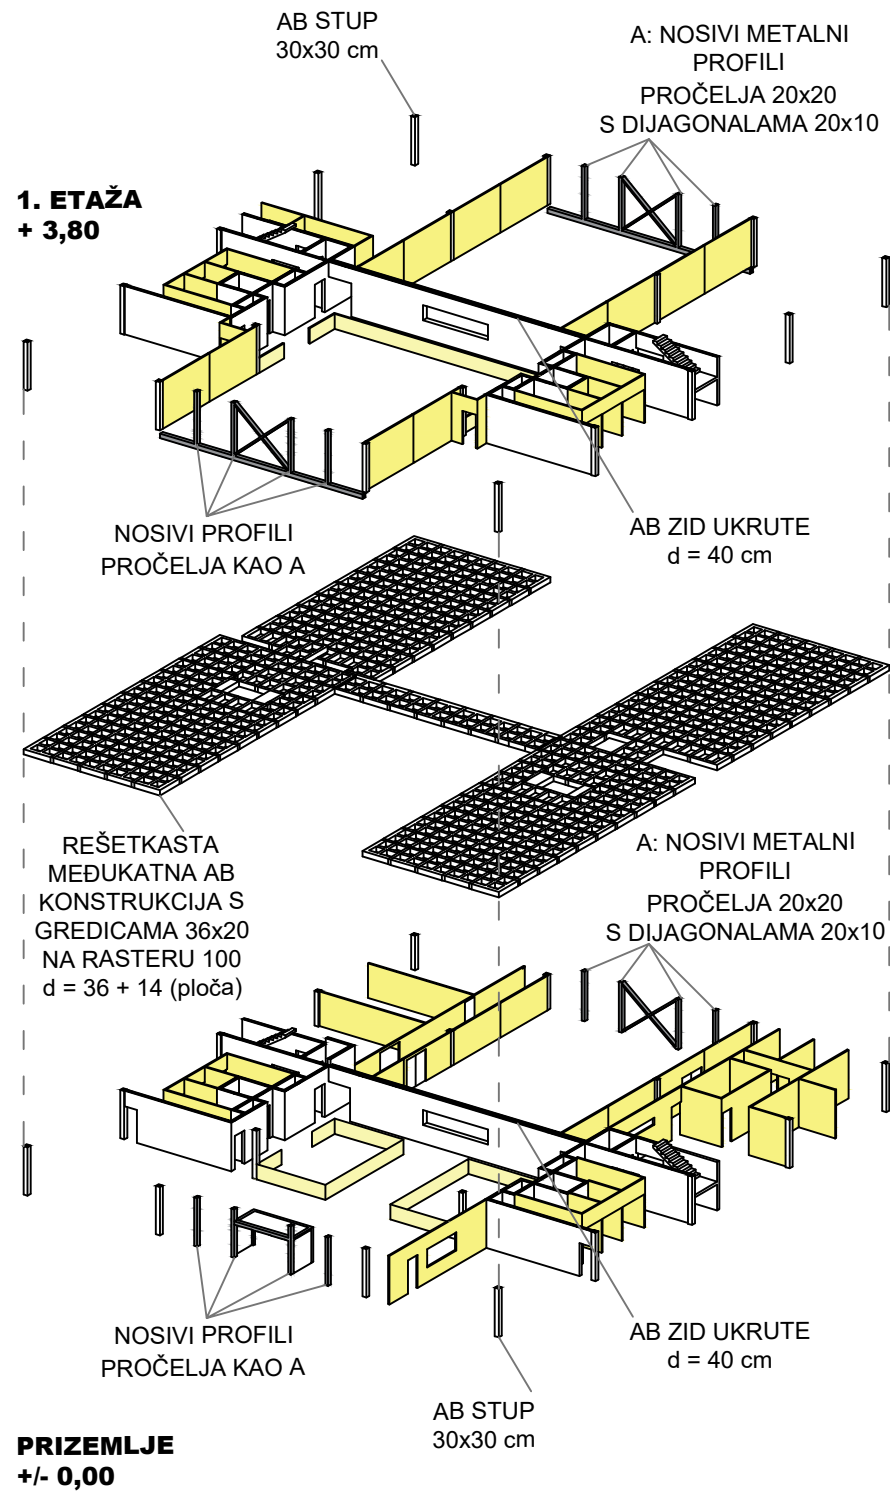 AB STUP
30x30 cm
A: NOSIVI METALNI
PROFILI
PROČELJA 20x20
S DIJAGONALAMA 20x10
1. ETAŽA
+ 3,80
NOSIVI PROFILI
PROČELJA KAO A
AB ZID UKRUTE
d = 40 cm
REŠETKASTA
MEĐUKATNA AB
KONSTRUKCIJA S
GREDICAMA 36x20
NA RASTERU 100
d = 36 + 14 (ploča)
A: NOSIVI METALNI
PROFILI
PROČELJA 20x20
S DIJAGONALAMA 20x10
NOSIVI PROFILI
PROČELJA KAO A
AB ZID UKRUTE
d = 40 cm
AB STUP
30x30 cm
PRIZEMLJE
+/- 0,00